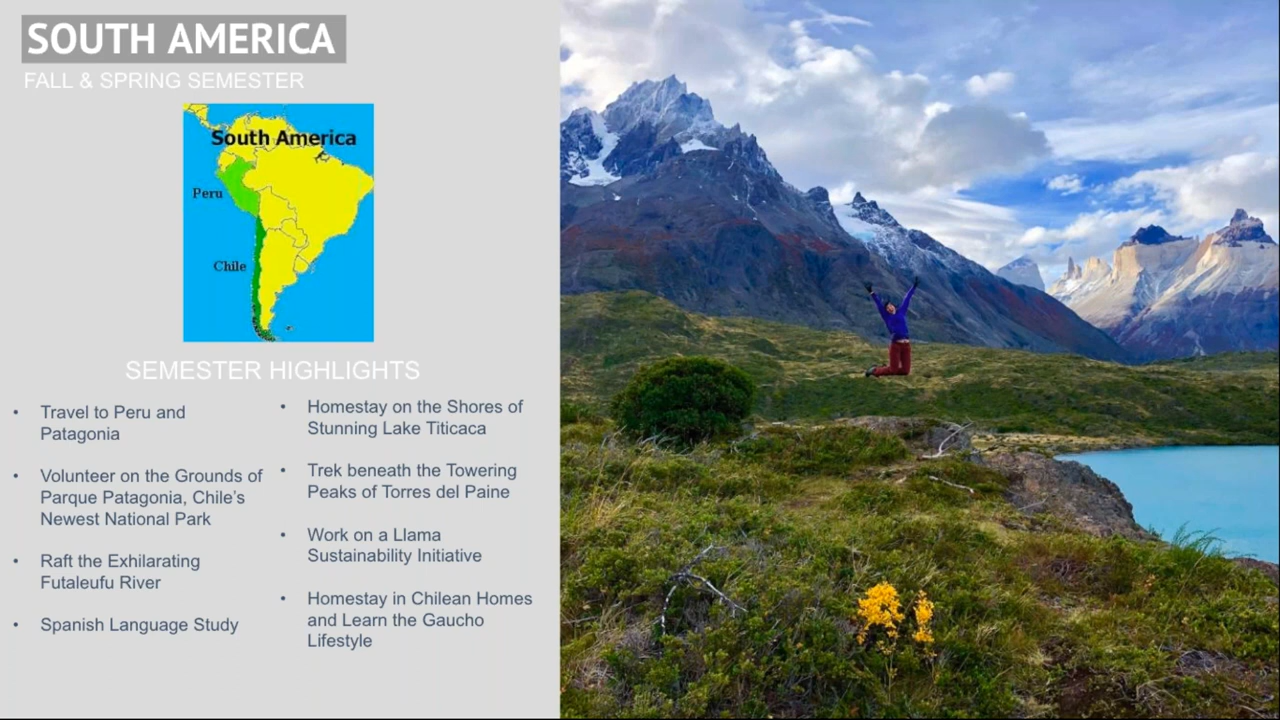 SOUTH AMERICA
FALL & SPRING SEMESTER
South America
Peru
Chile
SEMESTER HIGHLIGHTS
• Travel to Peru and
Patagonia
• Volunteer on the Grounds of
Parque Patagonia, Chile’s
Newest National Park
• Raft the Exhilarating
Futaleufu River
• Spanish Language Study
• Homestay on the Shores of
Stunning Lake Titicaca
• Trek beneath the Towering
Peaks of Torres del Paine
• Work on a Llama
Sustainability Initiative
• Homestay in Chilean Homes
and Learn the Gaucho
Lifestyle